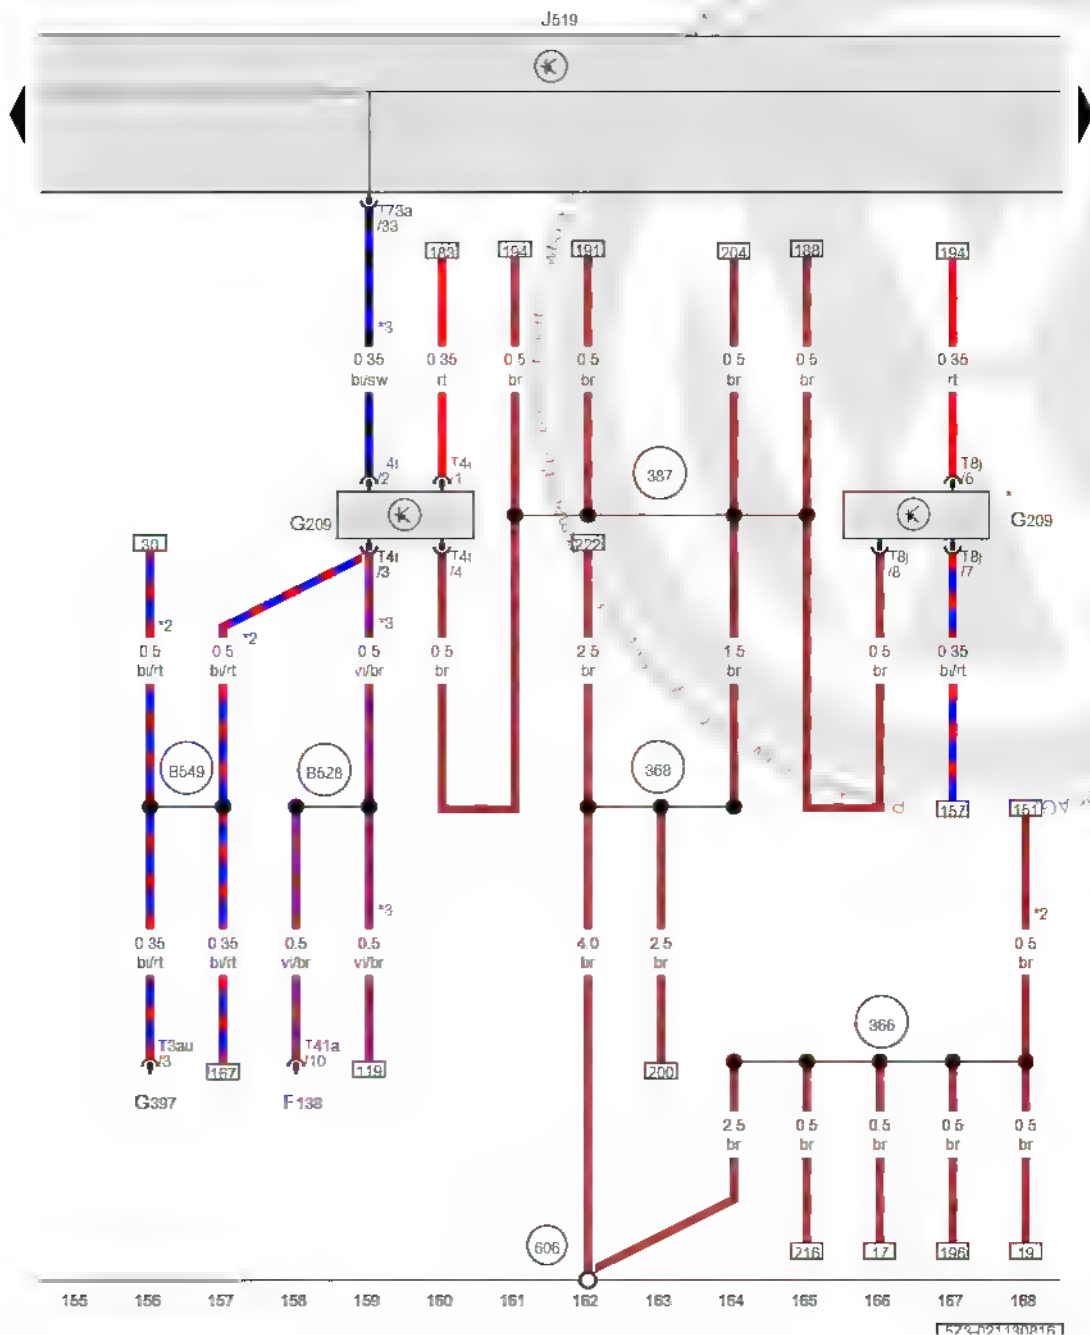 J519
T73a
/33
183
194
191
204
188
194
*3
0.35
0.35
0.5
0.5
0.5
0.5
0.35
bl/sw
rt
br
br
br
br
rt
387
/2
T4i
/1
T8j
/6
*
G209
G209
30
T4i
/3
T4i
/4
222
T8j
/8
T8j
/7
*2
*2
*3
0.5
0.5
0.5
0.5
2.5
1.5
0.5
0.35
bl/rt
bl/rt
vi/br
br
br
br
br
bl/rt
B549
B528
368
157
151
*3
*2
0.35
0.35
0.5
0.5
4.0
2.5
0.5
bl/rt
bl/rt
vi/br
vi/br
br
br
br
366
T3au
/3
167
T41a
/10
119
200
G397
F138
2.5
0.5
0.5
0.5
0.5
br
br
br
br
br
606
216
17
196
19
155
156
157
158
159
160
161
162
163
164
165
166
167
168
573-021130816